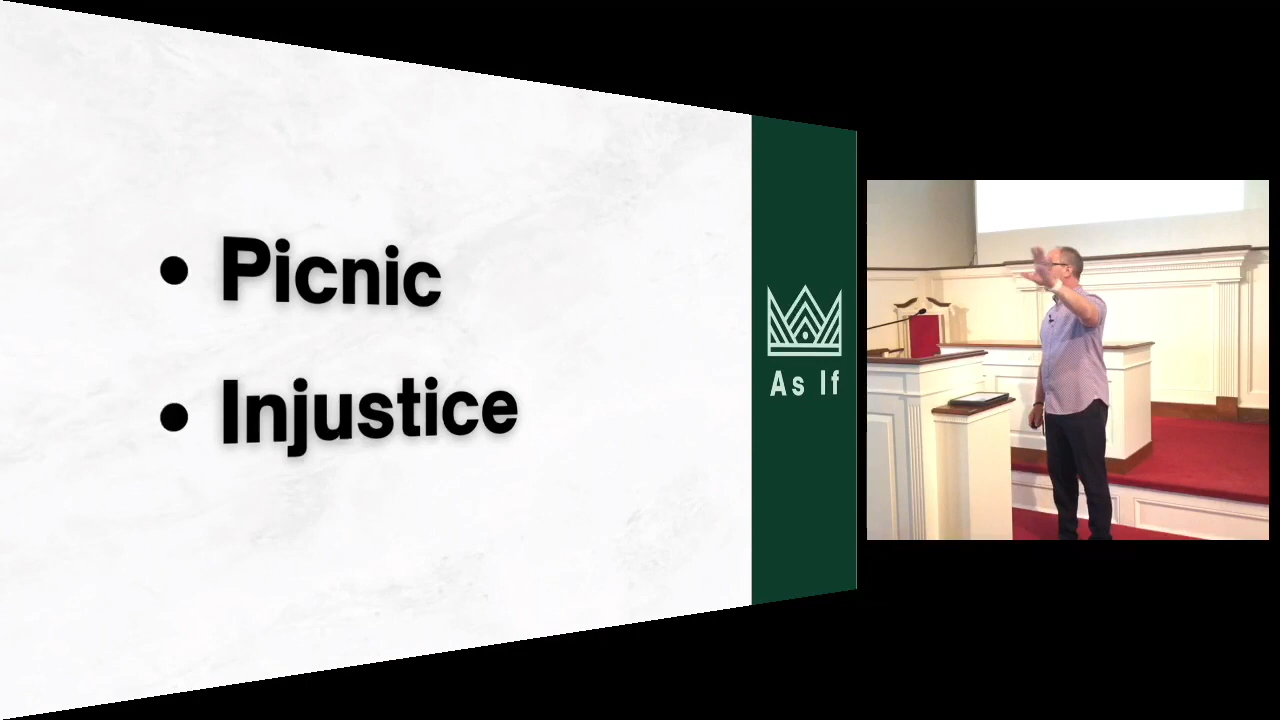 • Picnic
• Injustice
As If